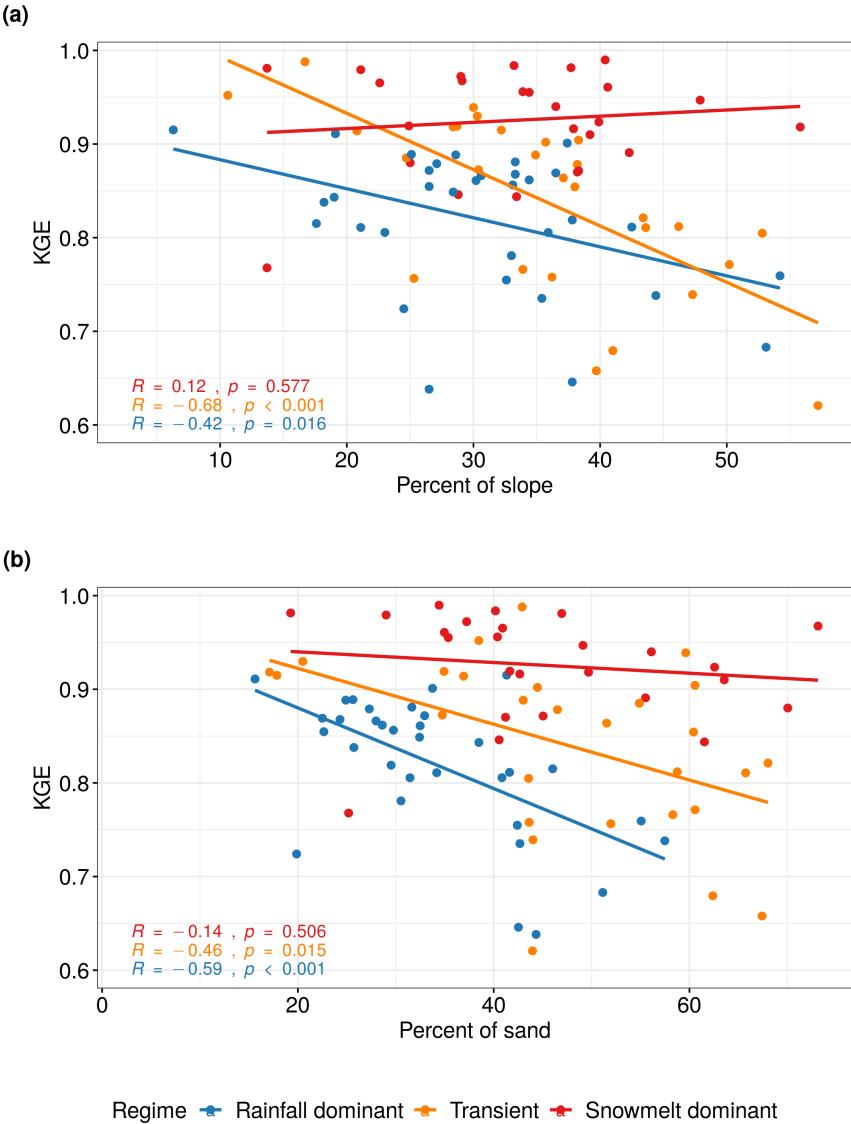 (a)
1.0
0.9
0.8
0.7
0.6
KGE
R = 0.12 , p = 0.577
R = −0.68 , p < 0.001
R = −0.42 , p = 0.016
10 20 30 40 50
Percent of slope
(b)
1.0
0.9
0.8
0.7
0.6
KGE
R = −0.14 , p = 0.506
R = −0.46 , p = 0.015
R = −0.59 , p < 0.001
0 20 40 60
Percent of sand
Regime a Rainfall dominant a Transient a Snowmelt dominant